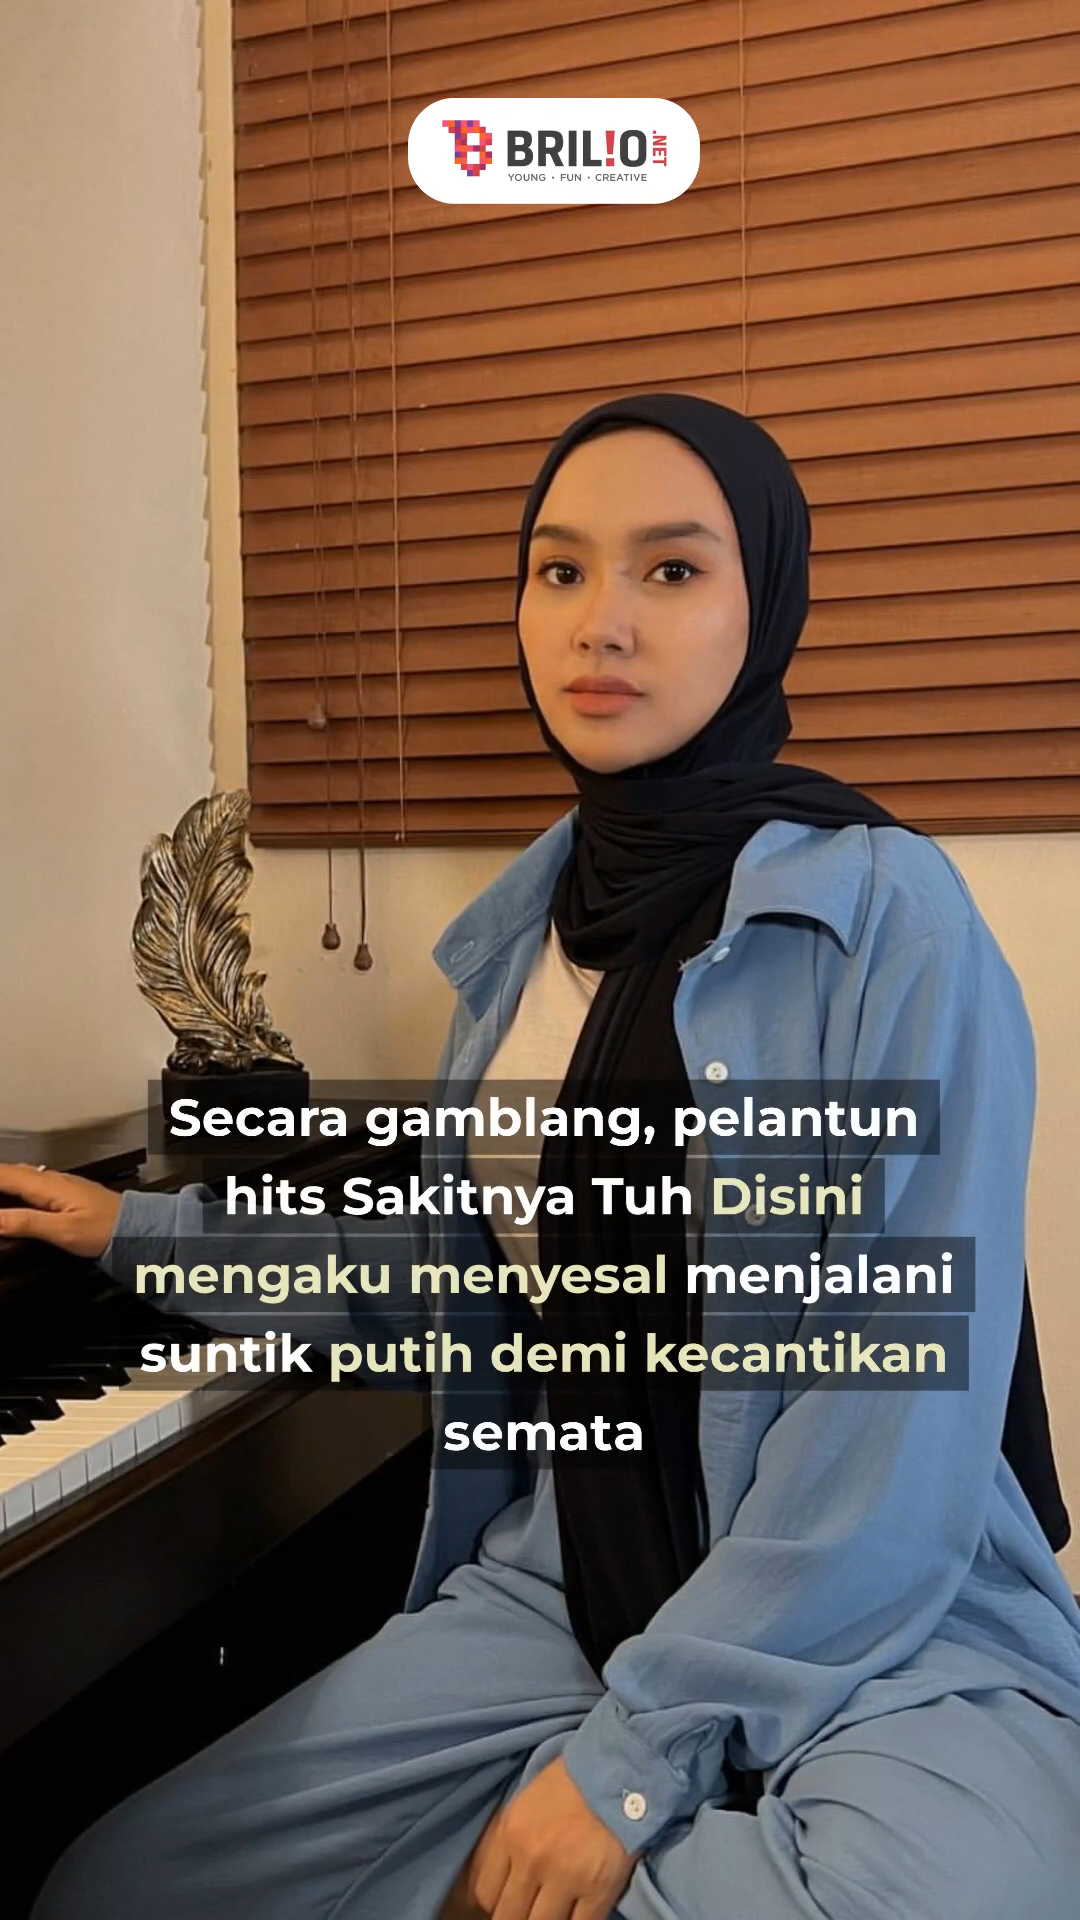 BRIL!O
.NET
YOUNG • FUN • CREATIVE
Secara gamblang, pelantun
hits Sakitnya Tuh Disini
mengaku menyesal menjalani
suntik putih demi kecantikan
semata